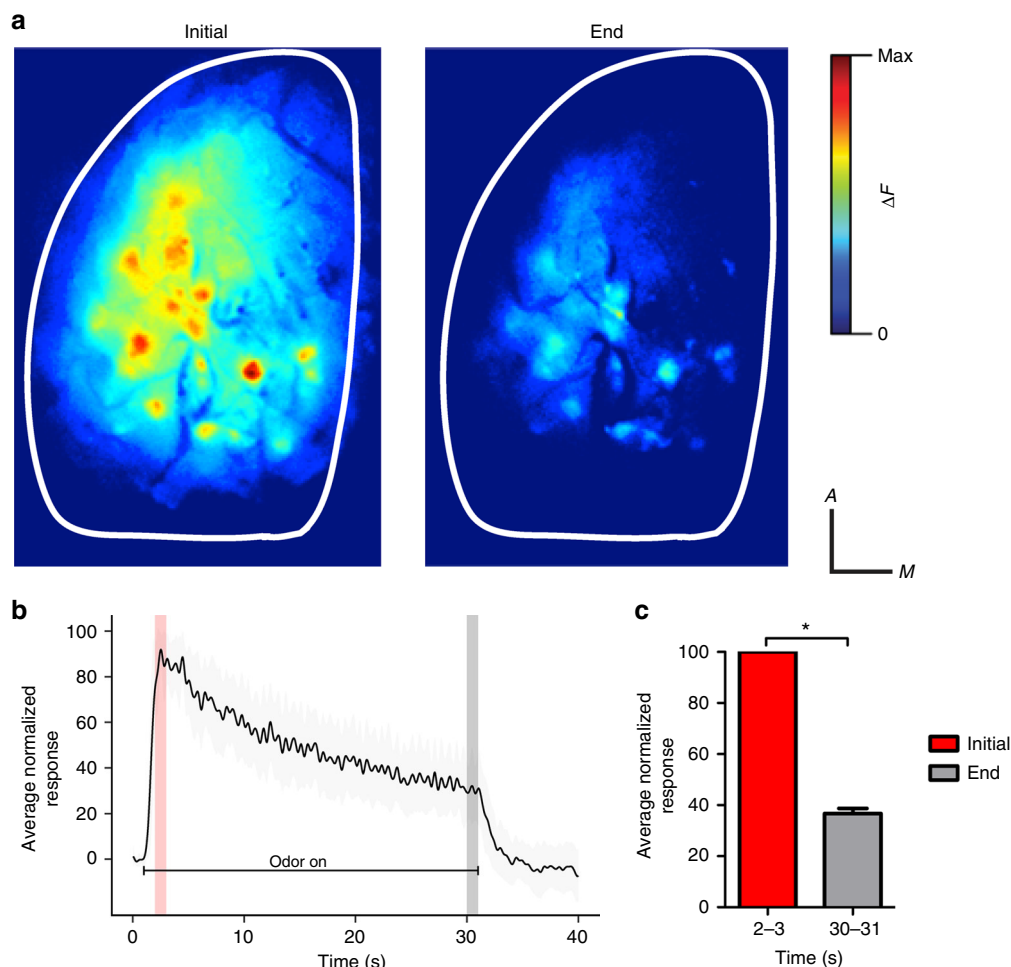 a
Initial
End
Max
ΔF
0
A
M
b
Average normalized
response
100
80
60
40
20
0
Odor on
0
10
20
30
40
Time (s)
c
*
Average normalized
response
100
80
60
40
20
0
2–3
30–31
Time (s)
Initial
End